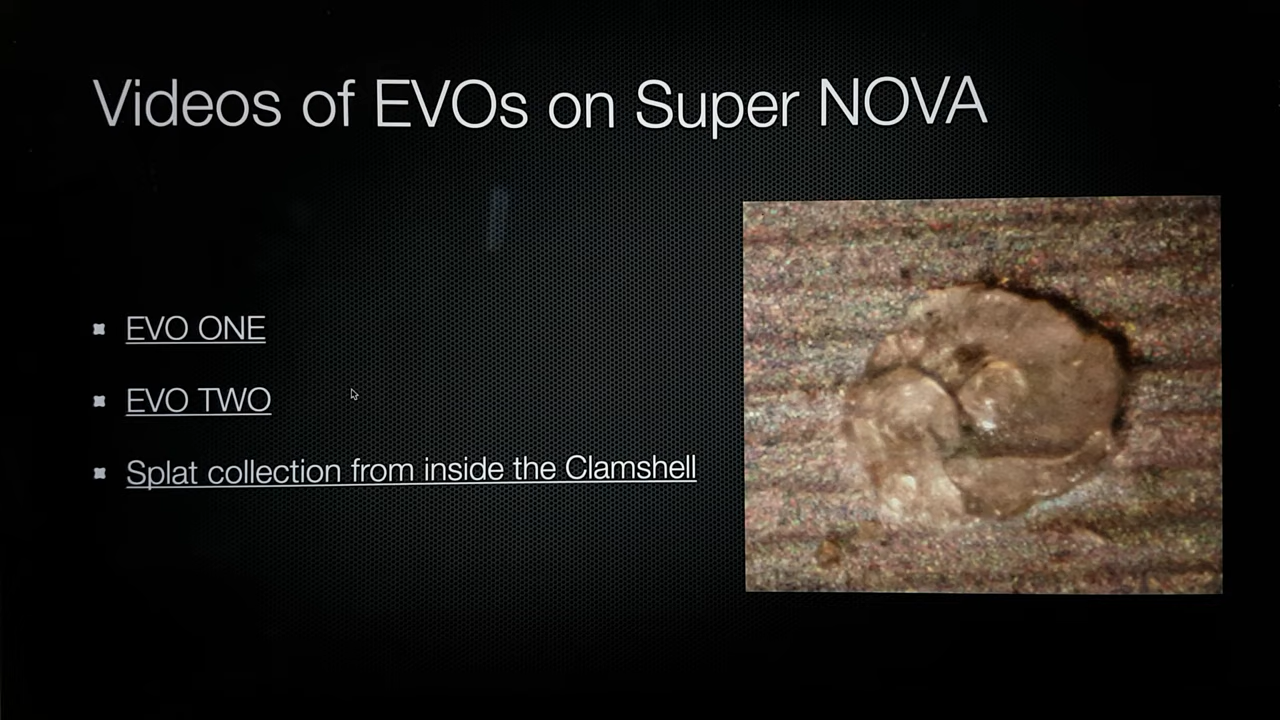 Videos of EVOs on Super NOVA
EVO ONE
EVO TWO
Splat collection from inside the Clamshell